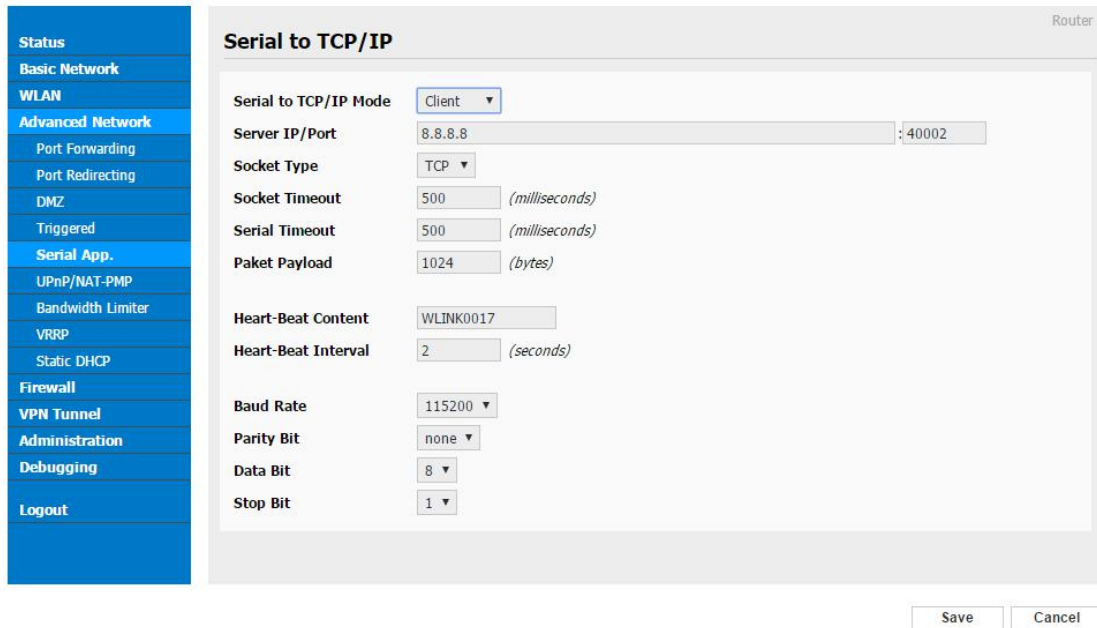 Router
Status
Basic Network
WLAN
Advanced Network
Port Forwarding
Port Redirecting
DMZ
Triggered
Serial App.
UPnP/NAT-PMP
Bandwidth Limiter
VRRP
Static DHCP
Firewall
VPN Tunnel
Administration
Debugging
Logout
Serial to TCP/IP
Serial to TCP/IP Mode Client ▼
Server IP/Port 8.8.8.8 : 40002
Socket Type TCP ▼
Socket Timeout 500 (milliseconds)
Serial Timeout 500 (milliseconds)
Paket Payload 1024 (bytes)
Heart-Beat Content WLINK0017
Heart-Beat Interval 2 (seconds)
Baud Rate 115200 ▼
Parity Bit none ▼
Data Bit 8 ▼
Stop Bit 1 ▼
Save Cancel